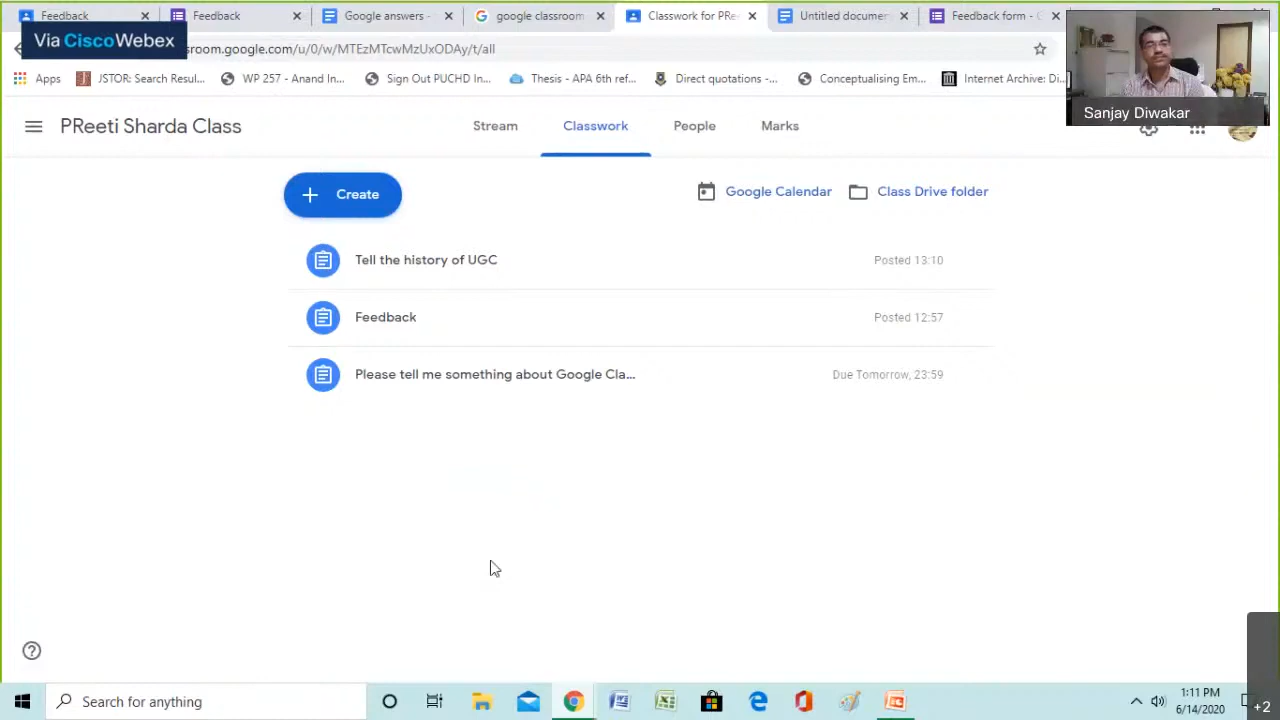 Feedback
Feedback
Google answers -
google classroom
Classwork for PRe
Untitled documen
Feedback form - G
Via CiscoWebex
sroom.google.com/u/0/w/MTEzMTcwMzUxODAy/t/all
Apps
JSTOR: Search Resul...
WP 257 - Anand In...
Sign Out PUCHD In...
Thesis - APA 6th ref...
Direct quotations -...
Conceptualising Em...
Internet Archive: Di...
Sanjay Diwakar
PReeti Sharda Class
Stream
Classwork
People
Marks
Create
Google Calendar
Class Drive folder
Tell the history of UGC
Posted 13:10
Feedback
Posted 12:57
Please tell me something about Google Cla...
Due Tomorrow, 23:59
Search for anything
1:11 PM
6/14/2020
+2